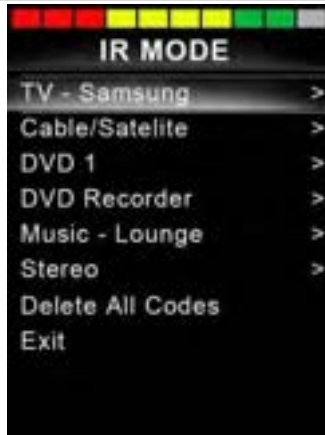 IR MODE
TV - Samsung >
Cable/Satelite >
DVD 1 >
DVD Recorder >
Music - Lounge >
Stereo >
Delete All Codes
Exit